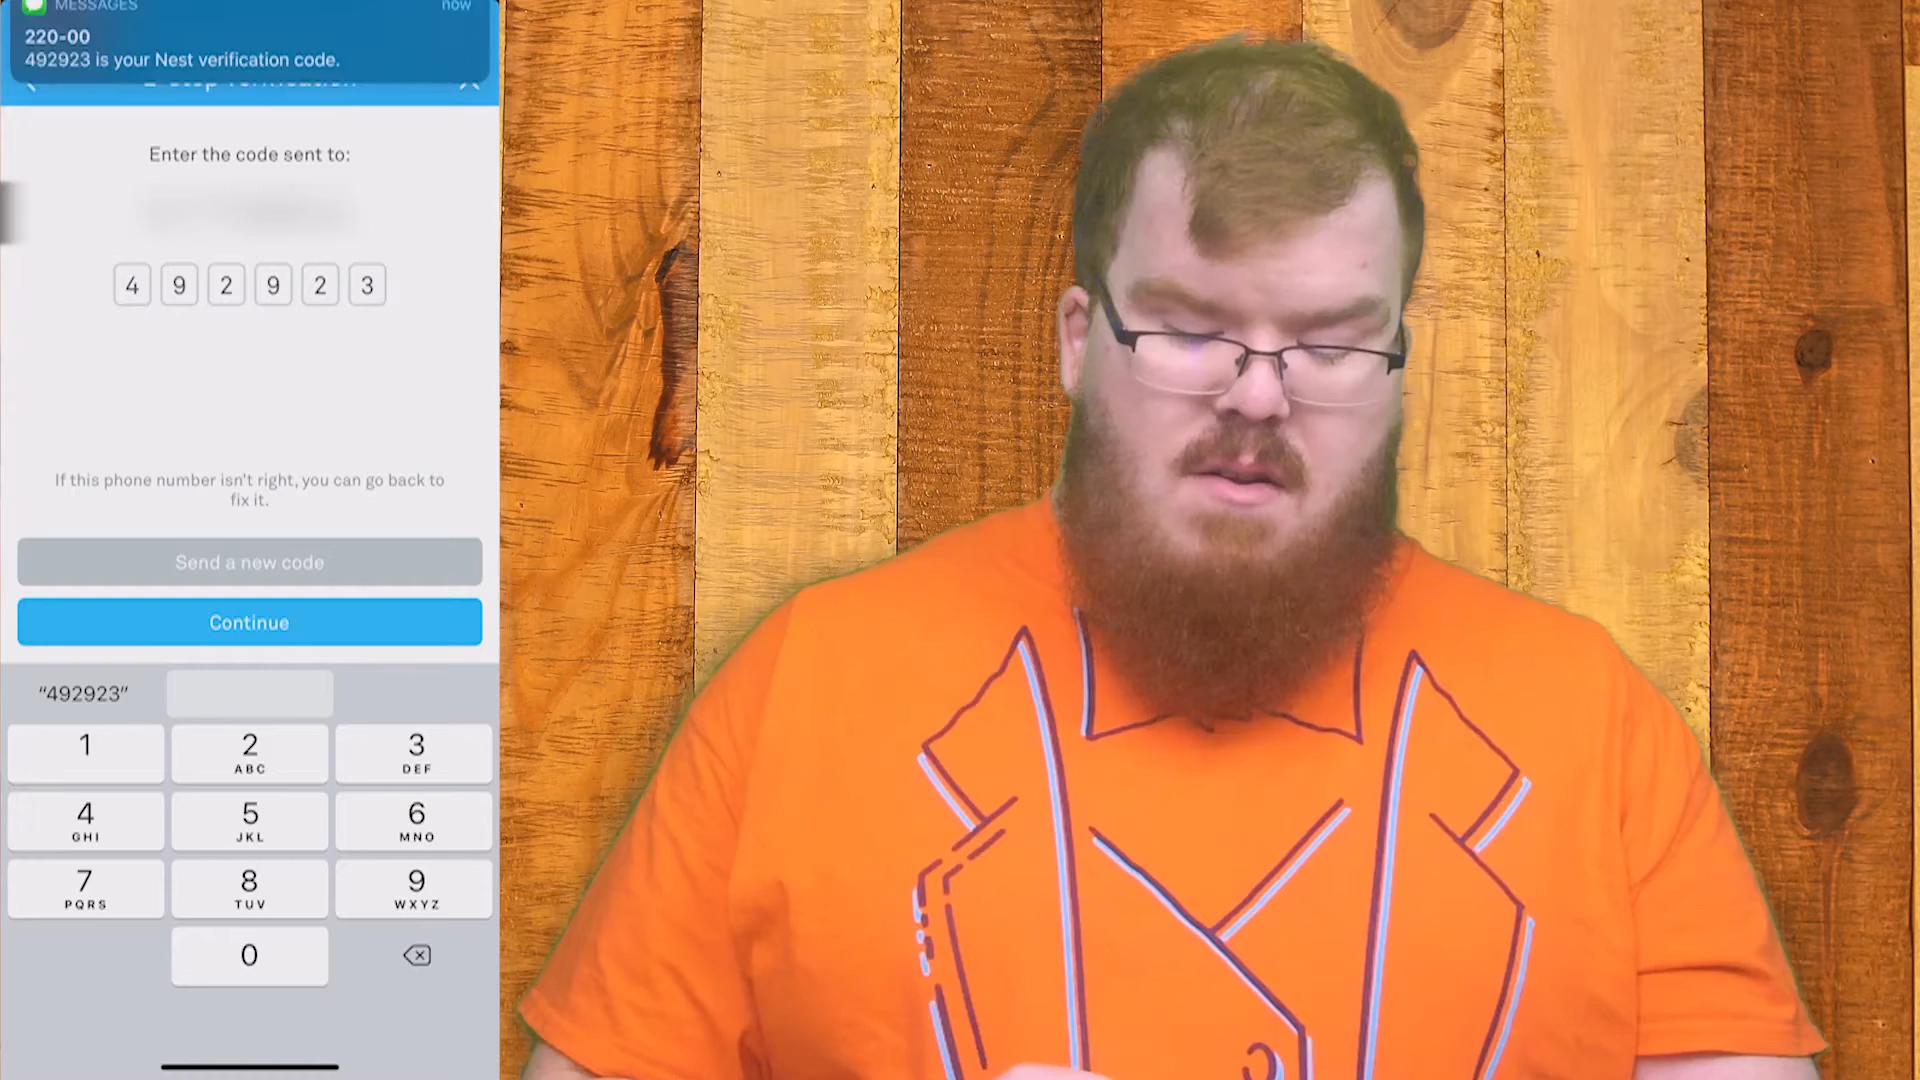 MESSAGES
now
220-00
492923 is your Nest verification code.
Enter the code sent to:
4 9 2 9 2 3
If this phone number isn't right, you can go back to
fix it.
Send a new code
Continue
"492923"
1
2
3
ABC
DEF
4
5
6
GHI
JKL
MNO
7
8
9
PQRS
TUV
WXYZ
0